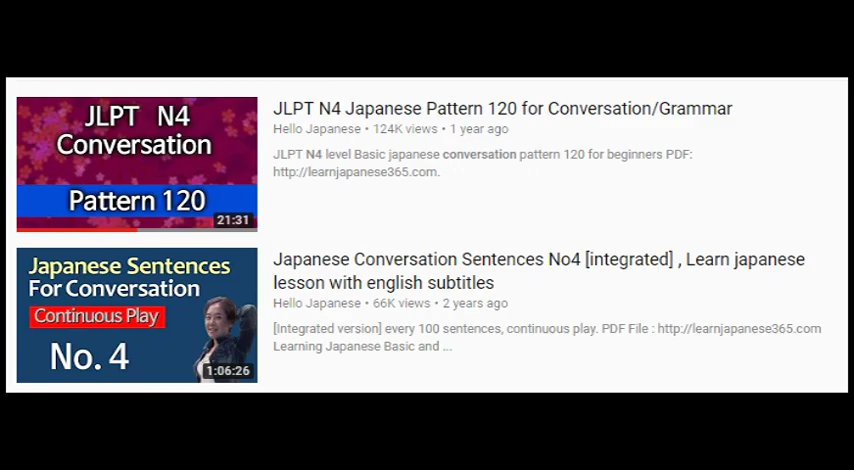 JLPT N4
Conversation
Pattern 120
21:31
JLPT N4 Japanese Pattern 120 for Conversation/Grammar
Hello Japanese • 124K views • 1 year ago
JLPT N4 level Basic japanese conversation pattern 120 for beginners PDF:
http://learnjapanese365.com.
Japanese Sentences
For Conversation
Continuous Play
No. 4
1:06:26
Japanese Conversation Sentences No4 [integrated] , Learn japanese
lesson with english subtitles
Hello Japanese • 66K views • 2 years ago
[Integrated version] every 100 sentences, continuous play. PDF File : http://learnjapanese365.com
Learning Japanese Basic and ...